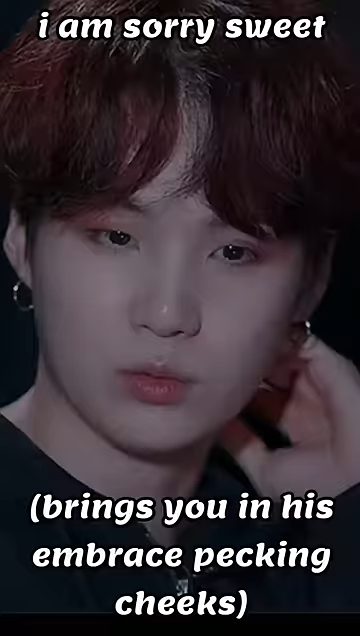 i am sorry sweet
(brings you in his
embrace pecking
cheeks)